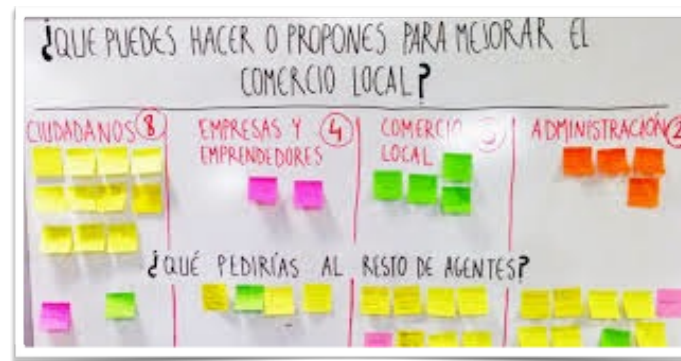 ¿QUE PUEDES HACER O PROPONES PARA MEJORAR EL
COMERCIO LOCAL?
CIUDADANOS 8
EMPRESAS Y 4
EMPRENDEDORES
COMERCIO
LOCAL
ADMINISTRACIÓN 2
¿QUÉ PEDIRÍAS AL RESTO DE AGENTES?